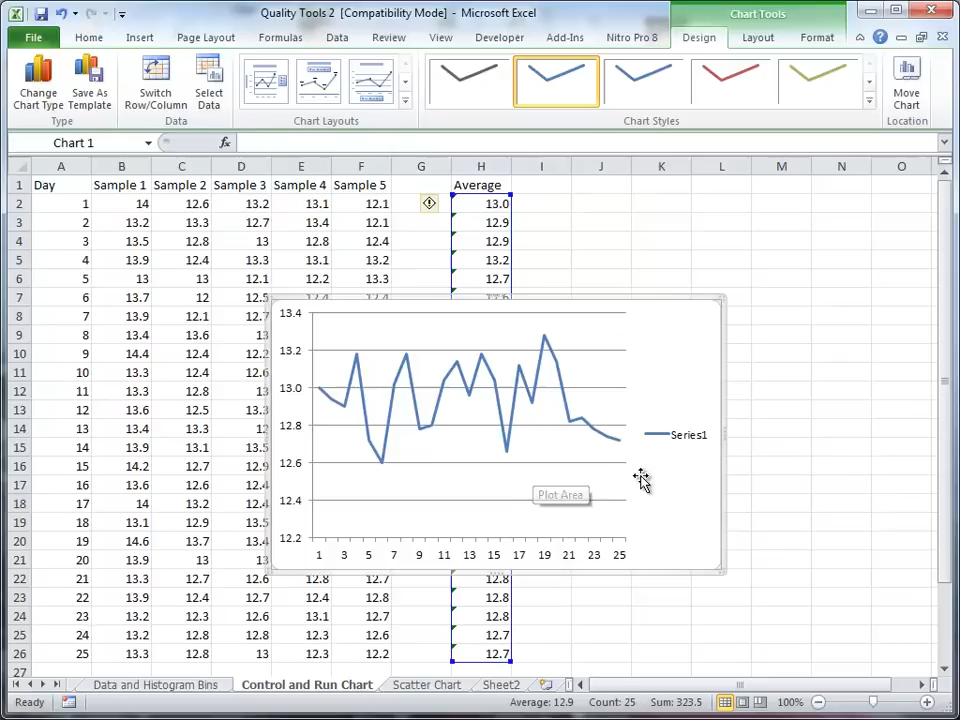 Quality Tools 2 [Compatibility Mode] - Microsoft Excel
Chart Tools
File Home Insert Page Layout Formulas Data Review View Developer Add-Ins Nitro Pro 8 Design Layout Format
Change Chart Type
Save As Template
Switch Row/Column
Select Data
Move Chart
Type Data Chart Layouts Chart Styles Location
Chart 1 fx
A B C D E F G H I J K L M N O
1 Day Sample 1 Sample 2 Sample 3 Sample 4 Sample 5 Average
2 1 14 12.6 13.2 13.1 12.1 13.0
3 2 13.2 13.3 12.7 13.4 12.1 12.9
4 3 13.5 12.8 13 12.8 12.4 12.9
5 4 13.9 12.4 13.3 13.1 13.2 13.2
6 5 13 13 12.1 12.2 13.3 12.7
7 6 13.7 12 12.5
8 7 13.9 12.1 12.7
9 8 13.4 13.6 13
10 9 14.4 12.4 12.2
11 10 13.3 12.4 12.6
12 11 13.3 12.8 13
13 12 13.6 12.5 13.3
14 13 13.4 13.3 12
15 14 13.9 13.1 13.5
16 15 14.2 12.7 12.9
17 16 13.6 12.6 12.4
18 17 14 13.2 12.4
19 18 13.1 12.9 13.5
20 19 14.6 13.7 13.4
21 20 13.9 13 13
22 21 13.3 12.7 12.6 12.8 12.7 12.8
23 22 13.9 12.4 12.7 12.4 12.8 12.8
24 23 13.2 12.3 12.6 13.1 12.7 12.8
25 24 13.2 12.8 12.8 12.3 12.6 12.7
26 25 13.3 12.8 13 12.3 12.2 12.7
27
13.4
13.2
13.0
12.8
12.6
12.4
12.2
1 3 5 7 9 11 13 15 17 19 21 23 25
Series1
Plot Area
Data and Histogram Bins Control and Run Chart Scatter Chart Sheet2
Ready Average: 12.9 Count: 25 Sum: 323.5 100%